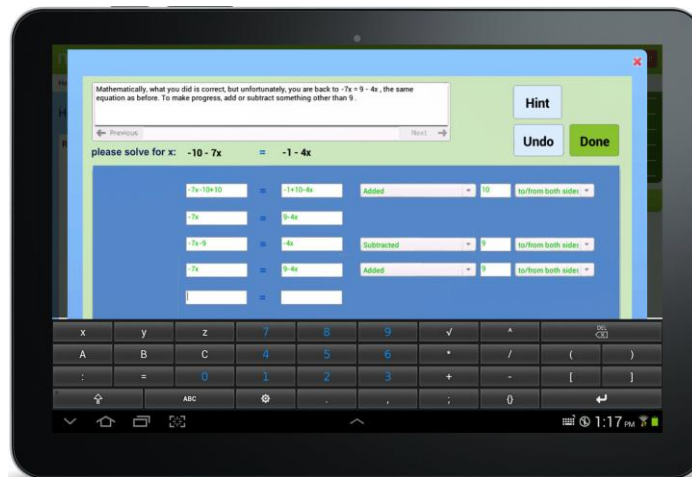 Mathematically, what you did is correct, but unfortunately, you are back to -7x = 9 - 4x , the same
equation as before. To make progress, add or subtract something other than 9 .
Previous Next
Hint
Undo Done
please solve for x: -10 - 7x = -1 - 4x
-7x-10+10 = -1+10-4x Added 10 to/from both sides
-7x = 9-4x
-7x-9 = -4x Subtracted 9 to/from both sides
-7x = 9-4x Added 9 to/from both sides
=
x y z 7 8 9 √ ^ DEL
A B C 4 5 6 * / ( )
: = 0 1 2 3 + - [ ]
ABC . , ; {}
1:17 PM